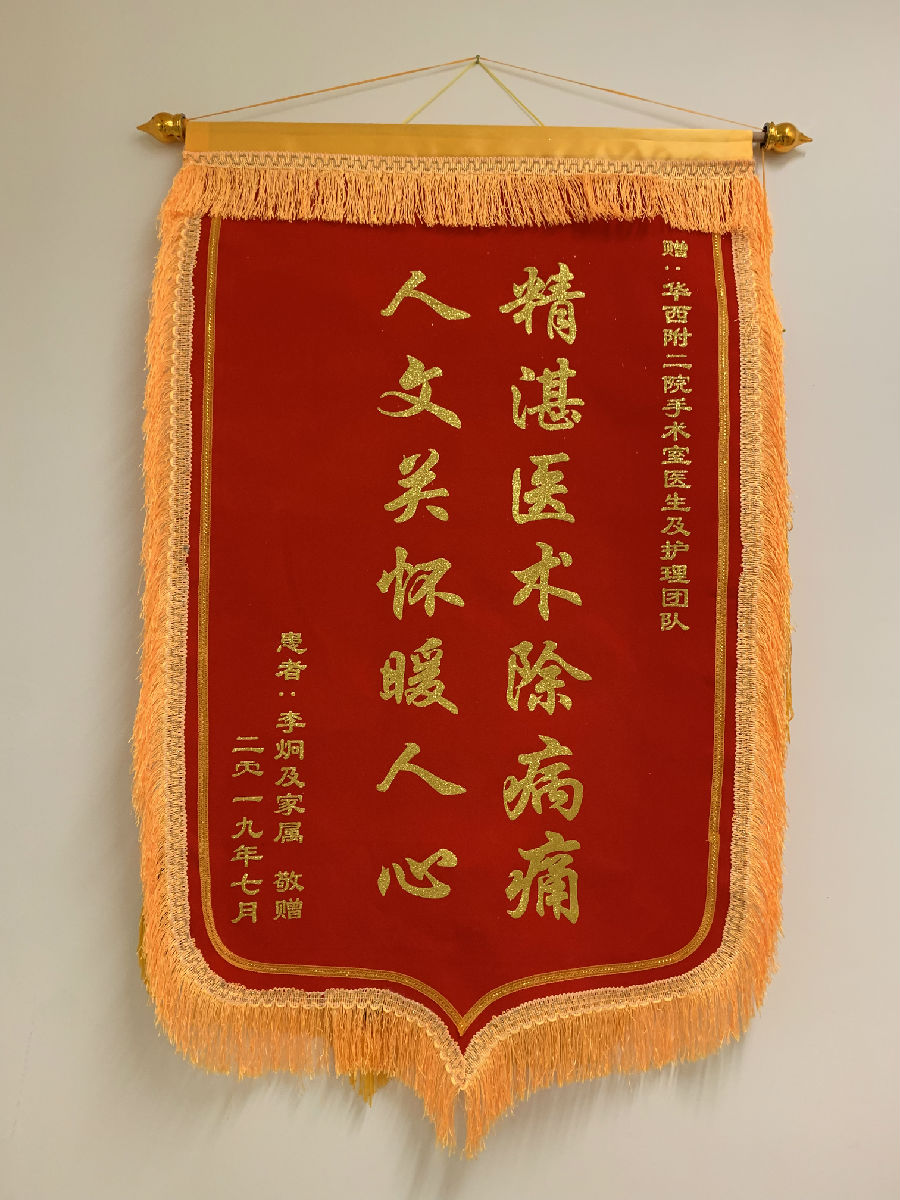 赠:华西附二院手术室医生及护理团队
精湛医术除病痛
人文关怀暖人心
患者:李炯及家属 敬赠
二〇一九年七月